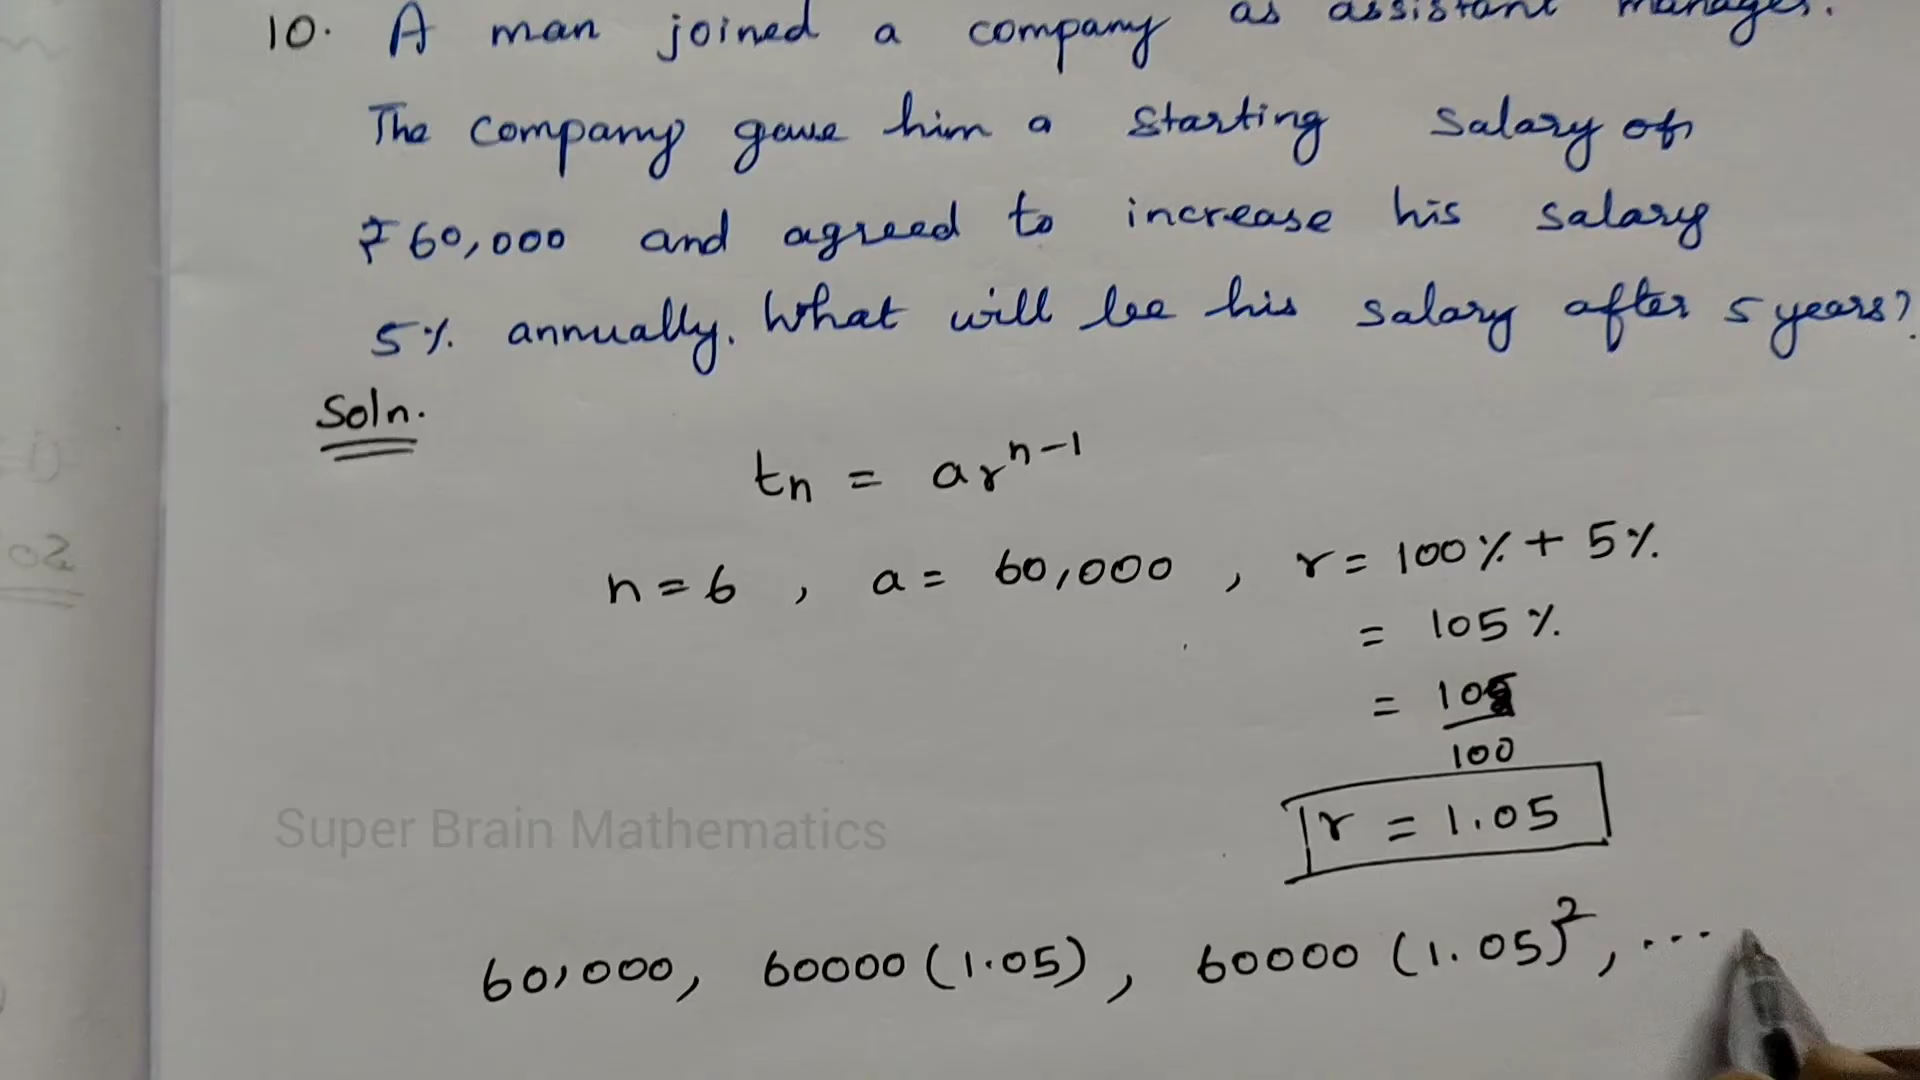 10. A man joined a company as assistant manager.
The company gave him a starting salary of
₹60,000 and agreed to increase his salary
5% annually. What will be his salary after 5 years?
Soln.
tn = ar^n-1
n = 6 , a = 60,000 , r = 100% + 5%
= 105%
= 105/100
r = 1.05
Super Brain Mathematics
60,000, 60000 (1.05), 60000 (1.05)², ...